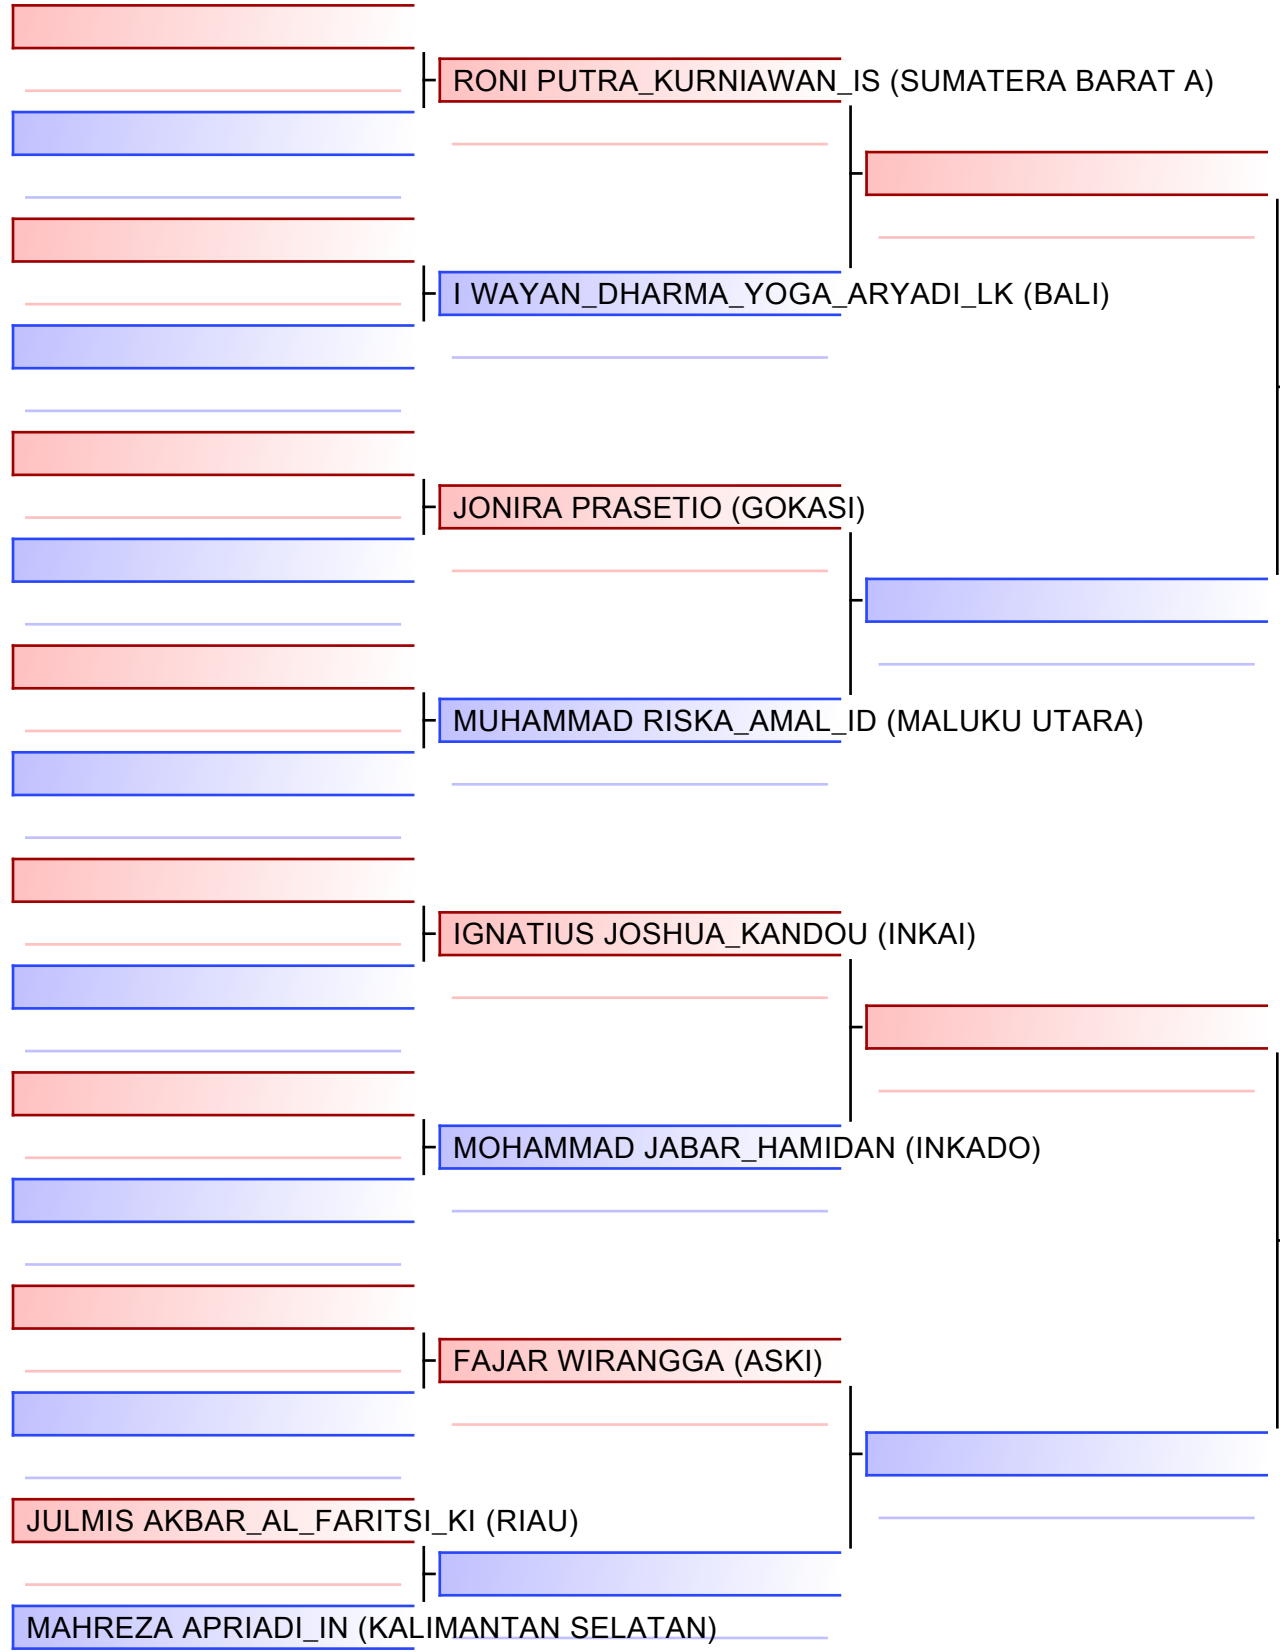 RONI PUTRA_KURNIAWAN_IS (SUMATERA BARAT A)
I WAYAN_DHARMA_YOGA_ARYADI_LK (BALI)
JONIRA PRASETIO (GOKASI)
MUHAMMAD RISKA_AMAL_ID (MALUKU UTARA)
IGNATIUS JOSHUA_KANDOU (INKAI)
MOHAMMAD JABAR_HAMIDAN (INKADO)
FAJAR WIRANGGA (ASKI)
JULMIS AKBAR_AL_FARITSI_KI (RIAU)
MAHREZA APRIADI_IN (KALIMANTAN SELATAN)